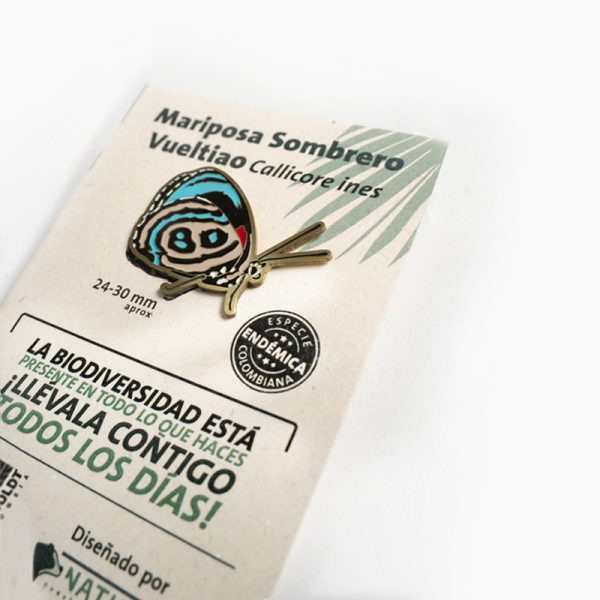 Mariposa Sombrero
Vueltiao Callicore ines
24-30 mm
aprox
ESPECIE
ENDÉMICA
COLOMBIANA
LA BIODIVERSIDAD ESTÁ
PRESENTE EN TODO LO QUE HACES
¡LLÉVALA CONTIGO
TODOS LOS DÍAS!
Diseñado por